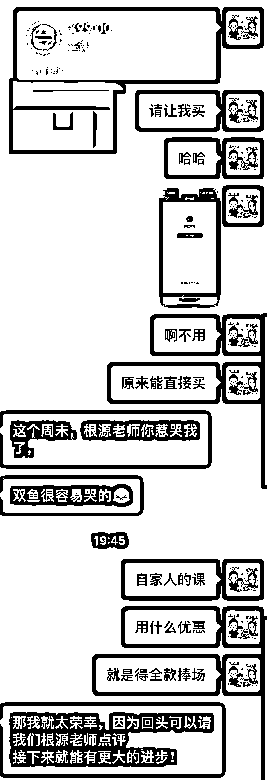 请让我买
哈哈
啊不用
原来能直接买
这个周末，根源老师你惹哭我
了，
双鱼很容易哭的
19:45
自家人的课
用什么优惠
就是得全款捧场
那我就太荣幸，因为回头可以请
我们根源老师点评
接下来就能有更大的进步！